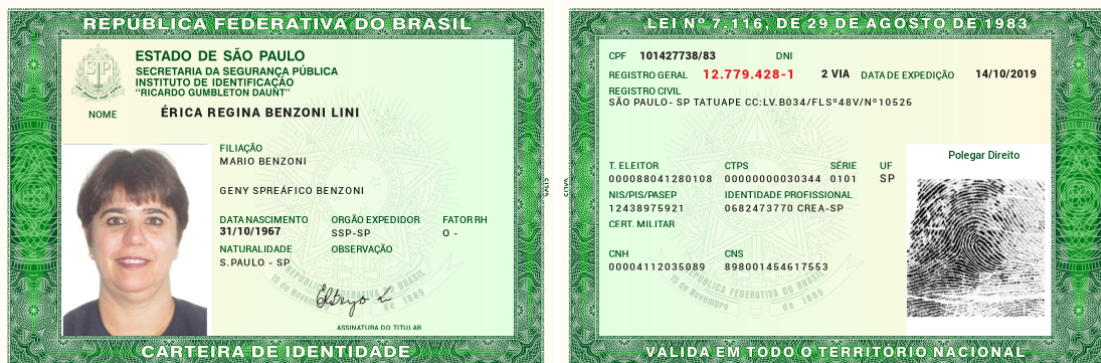 REPÚBLICA FEDERATIVA DO BRASIL
ESTADO DE SÃO PAULO
SECRETARIA DA SEGURANÇA PÚBLICA
INSTITUTO DE IDENTIFICAÇÃO
"RICARDO GUMBLETON DAUNT"
NOME ÉRICA REGINA BENZONI LINI
FILIAÇÃO
MARIO BENZONI
GENY SPREÁFICO BENZONI
DATA NASCIMENTO ORGÃO EXPEDIDOR FATOR RH
31/10/1967 SSP-SP O -
NATURALIDADE OBSERVAÇÃO
S.PAULO - SP
ASSINATURA DO TITULAR
CARTEIRA DE IDENTIDADE
LEI Nº 7.116, DE 29 DE AGOSTO DE 1983
CPF 101427738/83 DNI
REGISTRO GERAL 12.779.428-1 2 VIA DATA DE EXPEDIÇÃO 14/10/2019
REGISTRO CIVIL
SÃO PAULO- SP TATUAPE CC:LV.B034/FLSº48V/Nº10526
Polegar Direito
T. ELEITOR CTPS SÉRIE UF
000088041280108 00000000030344 0101 SP
NIS/PIS/PASEP IDENTIDADE PROFISSIONAL
12438975921 0682473770 CREA-SP
CERT. MILITAR
CNH CNS
00004112035089 898001454617553
VÁLIDA EM TODO O TERRITÓRIO NACIONAL